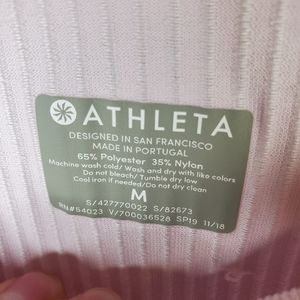 ATHLETA
DESIGNED IN SAN FRANCISCO
MADE IN PORTUGAL
65% Polyester 35% Nylon
Machine wash cold/ Wash and dry with like colors
Do not bleach/ Tumble dry low
Cool iron if needed/ Do not dry clean
M
S/427770022 S/82673
RN#54023 V/700036528 SP19 11/18